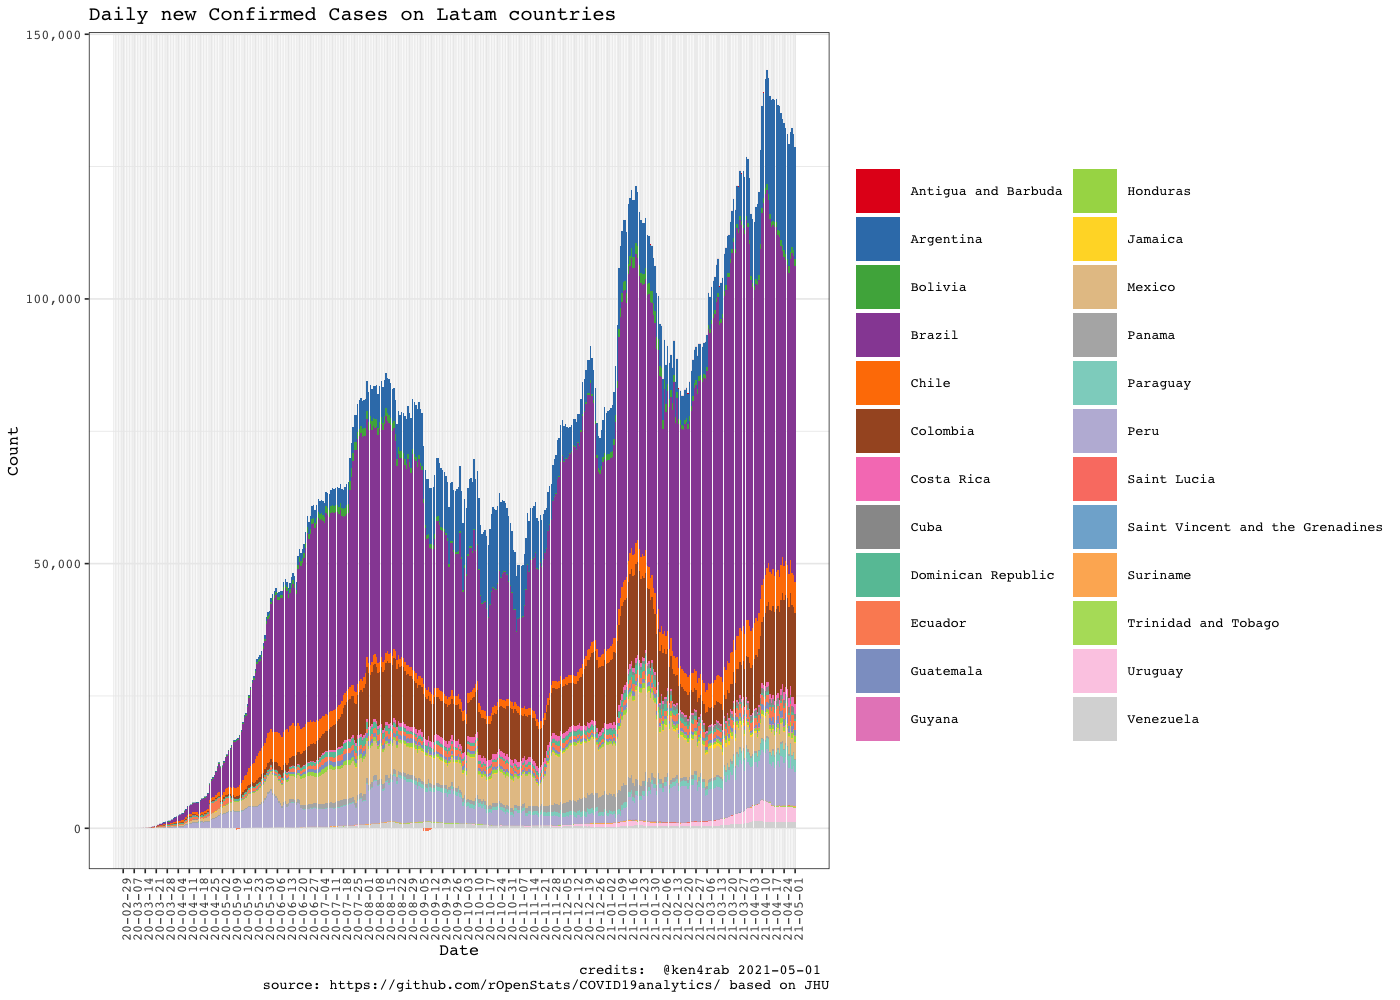 Daily new Confirmed Cases on Latam countries
150,000
100,000
50,000
0
Count
20-02-29
20-03-07
20-03-14
20-03-21
20-03-28
20-04-04
20-04-11
20-04-18
20-04-25
20-05-02
20-05-09
20-05-16
20-05-23
20-05-30
20-06-06
20-06-13
20-06-20
20-06-27
20-07-04
20-07-11
20-07-18
20-07-25
20-08-01
20-08-08
20-08-15
20-08-22
20-08-29
20-09-05
20-09-12
20-09-19
20-09-26
20-10-03
20-10-10
20-10-17
20-10-24
20-10-31
20-11-07
20-11-14
20-11-21
20-11-28
20-12-05
20-12-12
20-12-19
20-12-26
21-01-02
21-01-09
21-01-16
21-01-23
21-01-30
21-02-06
21-02-13
21-02-20
21-02-27
21-03-06
21-03-13
21-03-20
21-03-27
21-04-03
21-04-10
21-04-17
21-04-24
21-05-01
Date
Antigua and Barbuda
Argentina
Bolivia
Brazil
Chile
Colombia
Costa Rica
Cuba
Dominican Republic
Ecuador
Guatemala
Guyana
Honduras
Jamaica
Mexico
Panama
Paraguay
Peru
Saint Lucia
Saint Vincent and the Grenadines
Suriname
Trinidad and Tobago
Uruguay
Venezuela
credits:  @ken4rab 2021-05-01
source: https://github.com/rOpenStats/COVID19analytics/ based on JHU